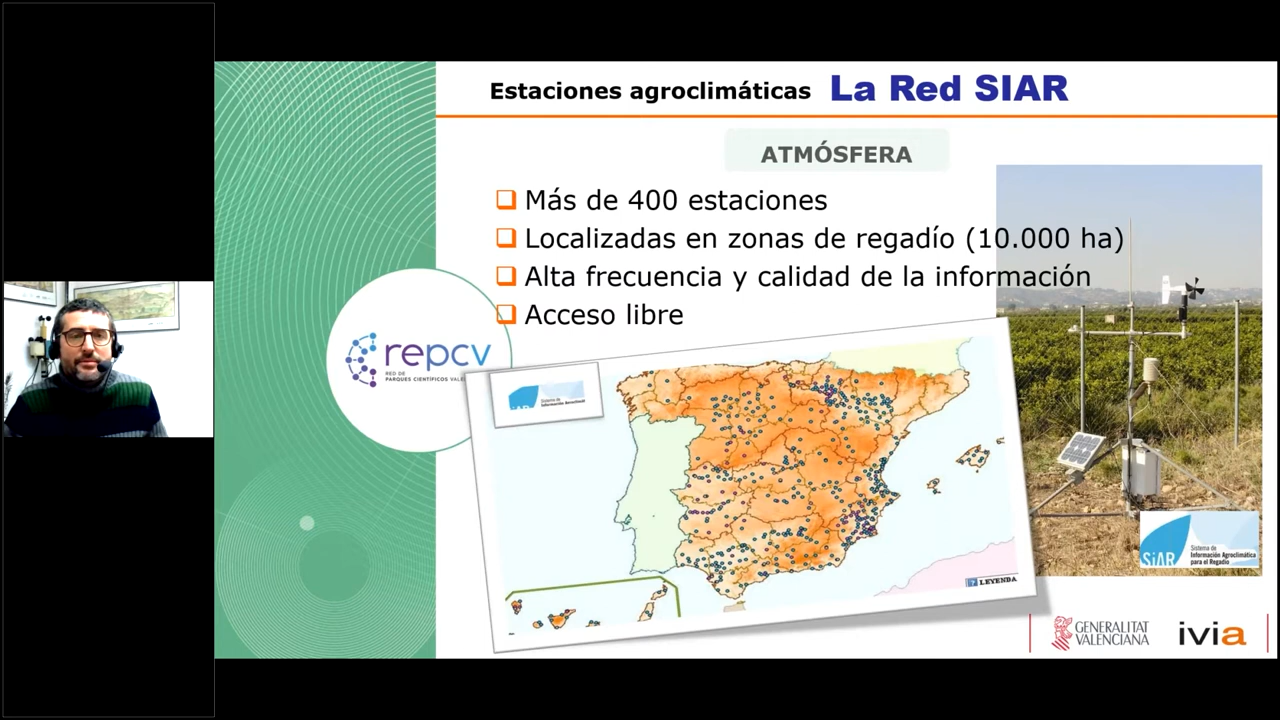 Estaciones agroclimáticas La Red SIAR
ATMÓSFERA
Más de 400 estaciones
Localizadas en zonas de regadío (10.000 ha)
Alta frecuencia y calidad de la información
Acceso libre
repcv
RED DE
PARQUES CIENTÍFICOS
SiAR
Sistema de
Información Agroclimática
para el Regadío
LEYENDA
GENERALITAT
VALENCIANA
ivia